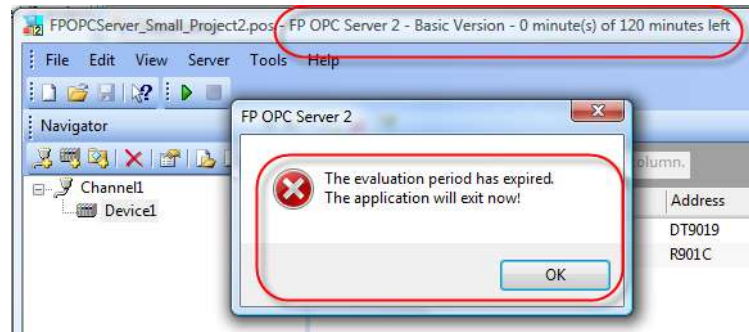 FPOPCServer_Small_Project2.pos - FP OPC Server 2 - Basic Version - 0 minute(s) of 120 minutes left
File Edit View Server Tools Help
Navigator
FP OPC Server 2
The evaluation period has expired.
The application will exit now!
OK
column.
Channel1
Device1
Address
DT9019
R901C